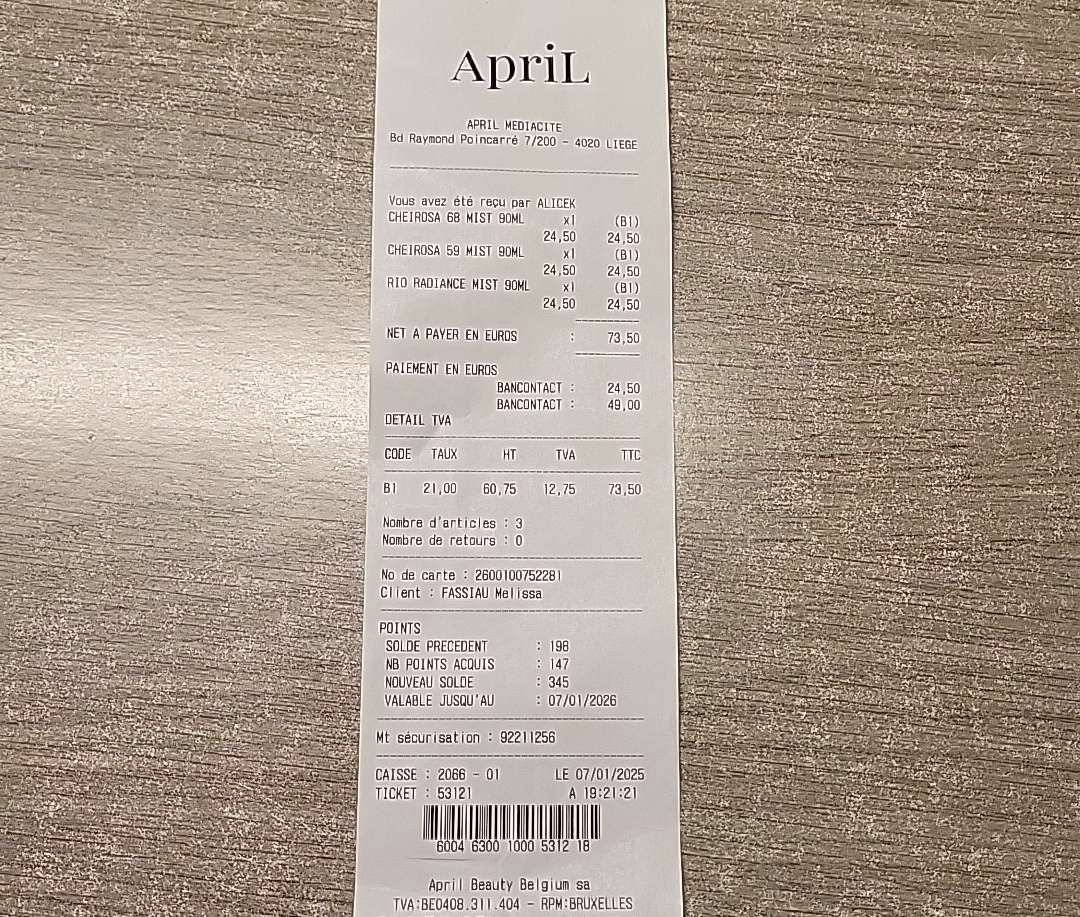 ApriL
APRIL MEDIACITE
Bd Raymond Poincarré 7/200 - 4020 LIEGE
Vous avez été reçu par ALICEK
CHEIROSA 68 MIST 90ML x1 (B1)
24,50 24,50
CHEIROSA 59 MIST 90ML x1 (B1)
24,50 24,50
RIO RADIANCE MIST 90ML x1 (B1)
24,50 24,50
NET A PAYER EN EUROS : 73,50
PAIEMENT EN EUROS
BANCONTACT : 24,50
BANCONTACT : 49,00
DETAIL TVA
CODE TAUX HT TVA TTC
B1 21,00 60,75 12,75 73,50
Nombre d'articles : 3
Nombre de retours : 0
No de carte : 2600100752281
Client : FASSIAU Melissa
POINTS
SOLDE PRECEDENT : 198
NB POINTS ACQUIS : 147
NOUVEAU SOLDE : 345
VALABLE JUSQU'AU : 07/01/2026
Mt sécurisation : 92211256
CAISSE : 2066 - 01 LE 07/01/2025
TICKET : 53121 A 19:21:21
6004 6300 1000 5312 18
April Beauty Belgium sa
TVA:BE0408.311.404 - RPM:BRUXELLES